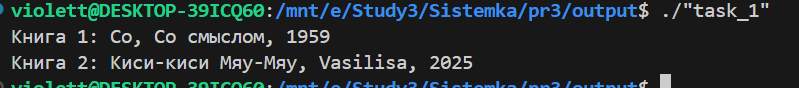 violett@DESKTOP-39ICQ60:/mnt/e/Study3/Sistemka/pr3/output$ ./"task_1"
Книга 1: Со, Со смыслом, 1959
Книга 2: Киси-киси Мяу-Мяу, Vasilisa, 2025
violett@DESKTOP-39ICQ60:/mnt/e/Study3/Sistemka/pr3/output$